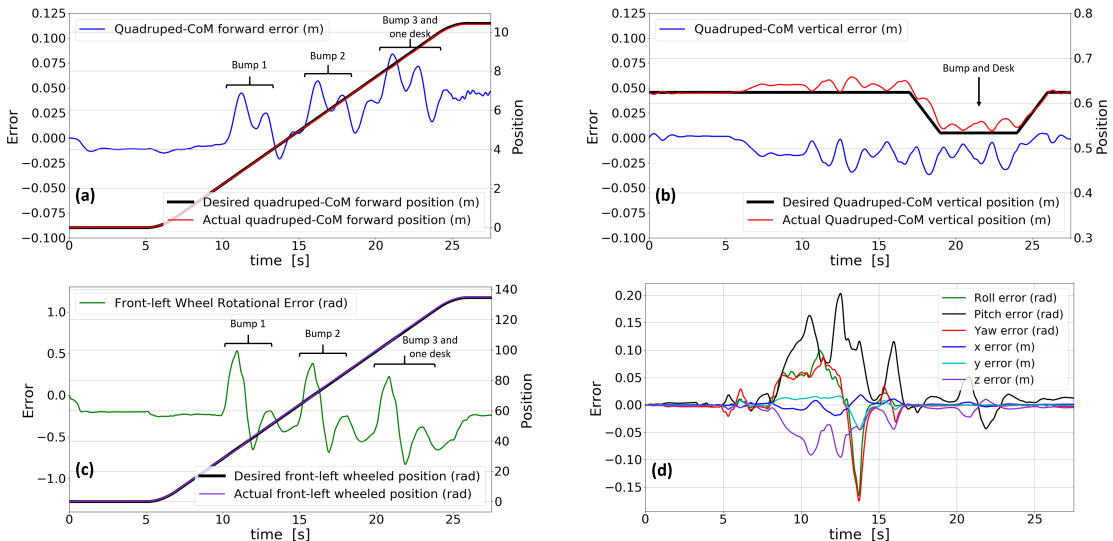 0.125
0.100
0.075
0.050
0.025
0.000
−0.025
−0.050
−0.075
−0.100
Error
Quadruped-CoM forward error (m)
Bump 1
Bump 2
Bump 3 and
one desk
(a)
Desired quadruped-CoM forward position (m)
Actual quadruped-CoM forward position (m)
10
8
6
4
2
0
Position
0 5 10 15 20 25
time [s]
0.125
0.100
0.075
0.050
0.025
0.000
−0.025
−0.050
−0.075
−0.100
Error
Quadruped-CoM vertical error (m)
Bump and Desk
(b)
Desired Quadruped-CoM vertical position (m)
Actual Quadruped-CoM vertical position (m)
0.8
0.7
0.6
0.5
0.4
0.3
Position
0 5 10 15 20 25
time [s]
1.0
0.5
0.0
−0.5
−1.0
Error
Front-left Wheel Rotational Error (rad)
Bump 1
Bump 2
Bump 3 and
one desk
(c)
Desired front-left wheeled position (rad)
Actual front-left wheeled position (rad)
140
120
100
80
60
40
20
0
Position
0 5 10 15 20 25
time [s]
0.20
0.15
0.10
0.05
0.00
−0.05
−0.10
−0.15
Error
Roll error (rad)
Pitch error (rad)
Yaw error (rad)
x error (m)
y error (m)
z error (m)
(d)
0 5 10 15 20 25
time [s]